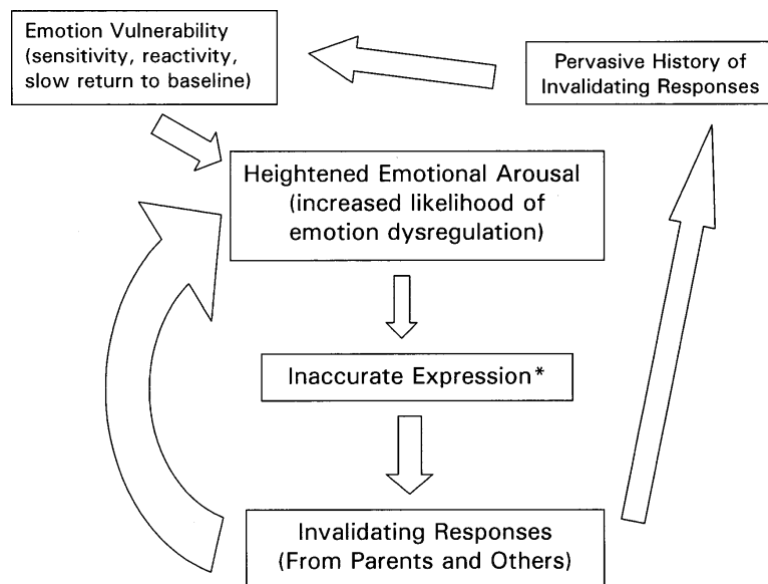 Emotion Vulnerability
(sensitivity, reactivity,
slow return to baseline)
Pervasive History of
Invalidating Responses
Heightened Emotional Arousal
(increased likelihood of
emotion dysregulation)
Inaccurate Expression*
Invalidating Responses
(From Parents and Others)